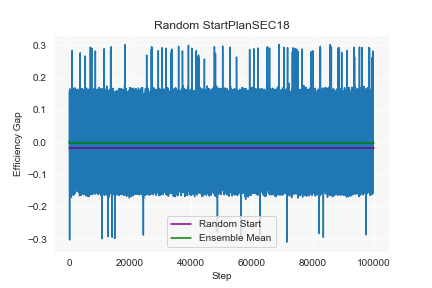 Random StartPlanSEC18
Efficiency Gap
0.3
0.2
0.1
0.0
−0.1
−0.2
−0.3
Random Start
Ensemble Mean
0
20000
40000
60000
80000
100000
Step